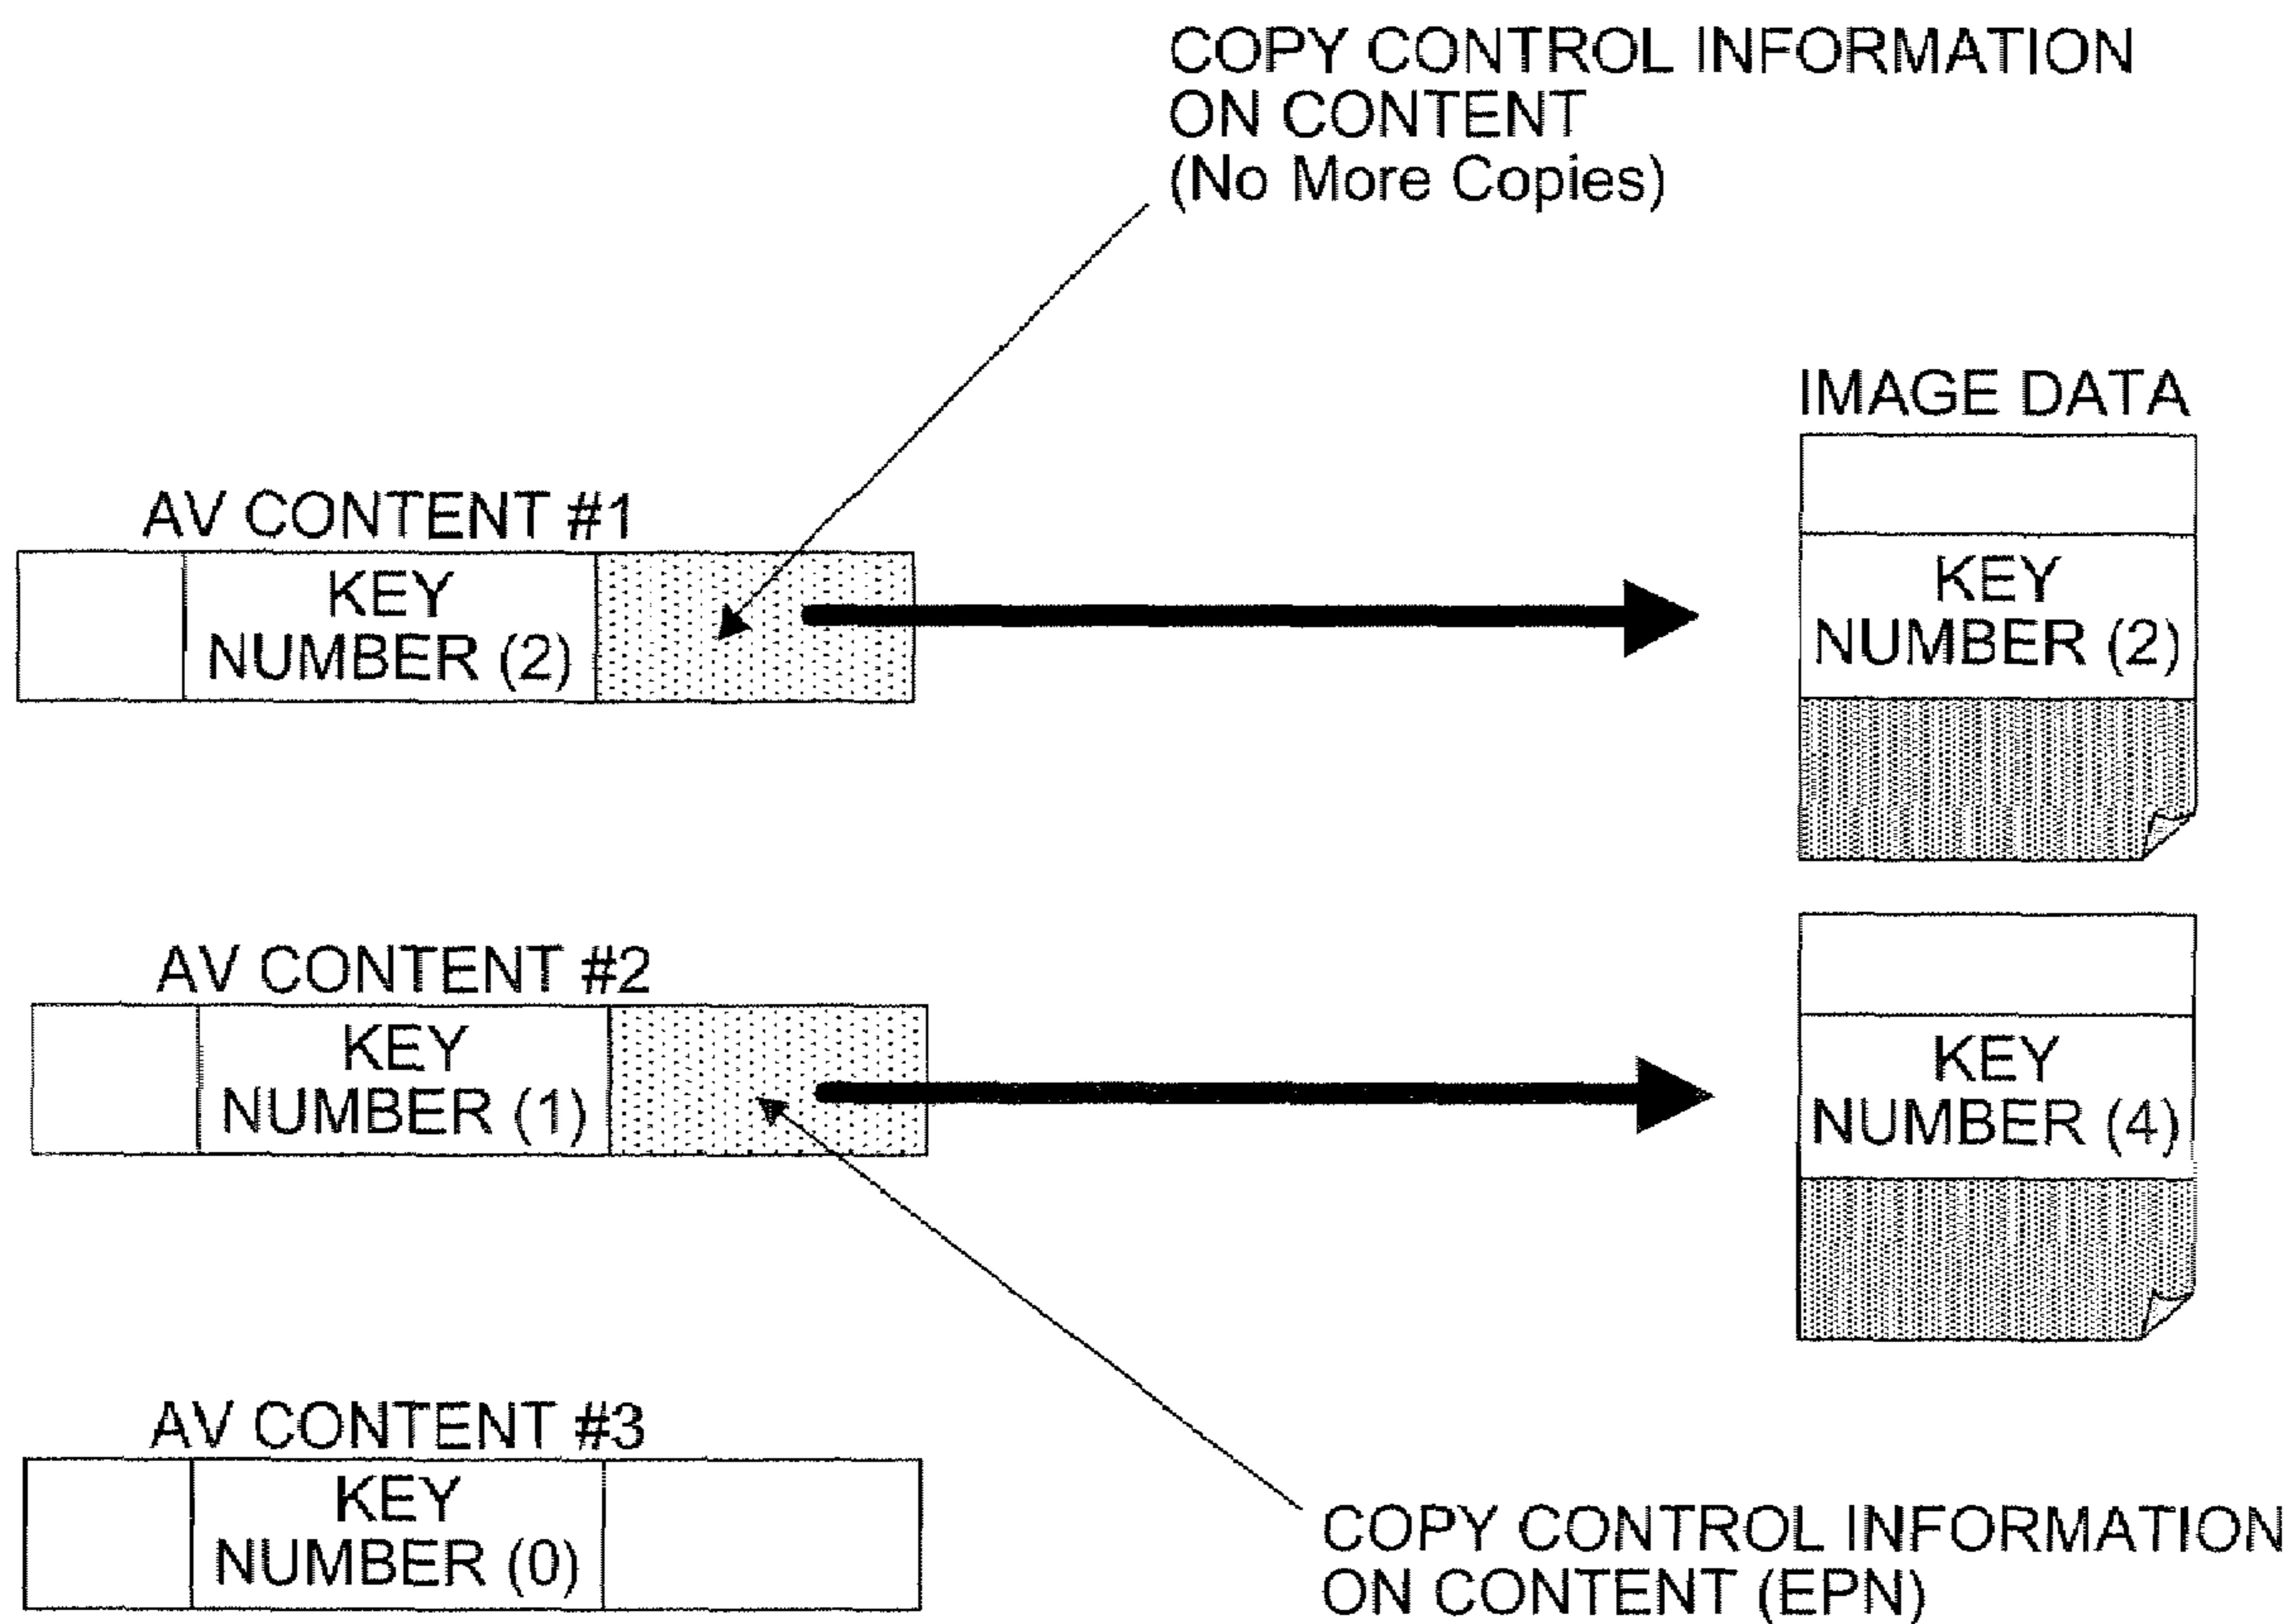 COPY CONTROL INFORMATION
ON CONTENT
(No More Copies)
IMAGE DATA
AV CONTENT #1
KEY
NUMBER (2)
KEY
NUMBER (2)
AV CONTENT #2
KEY
NUMBER (1)
KEY
NUMBER (4)
AV CONTENT #3
KEY
NUMBER (0)
COPY CONTROL INFORMATION
ON CONTENT (EPN)